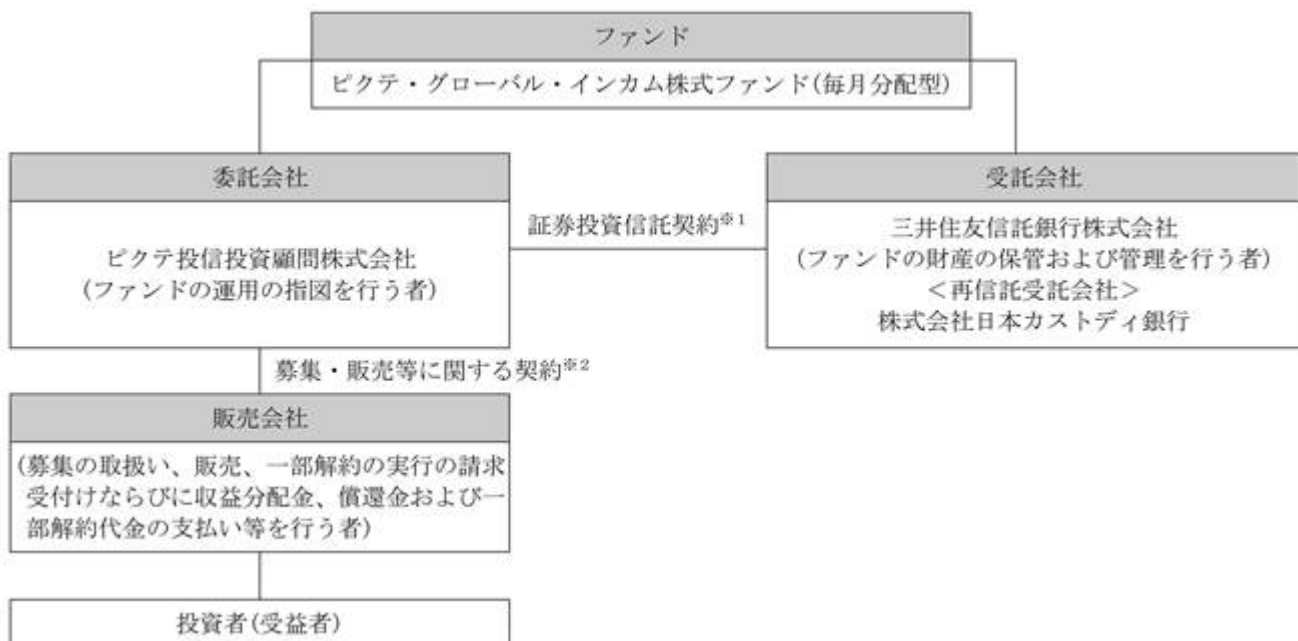 ファンド
ピクテ・グローバル・インカム株式ファンド(毎月分配型)
委託会社
ピクテ投信投資顧問株式会社
(ファンドの運用の指図を行う者)
証券投資信託契約※1
受託会社
三井住友信託銀行株式会社
(ファンドの財産の保管および管理を行う者)
<再信託受託会社>
株式会社日本カストディ銀行
募集・販売等に関する契約※2
販売会社
(募集の取扱い、販売、一部解約の実行の請求
受付けならびに収益分配金、償還金および一
部解約代金の支払い等を行う者)
投資者(受益者)